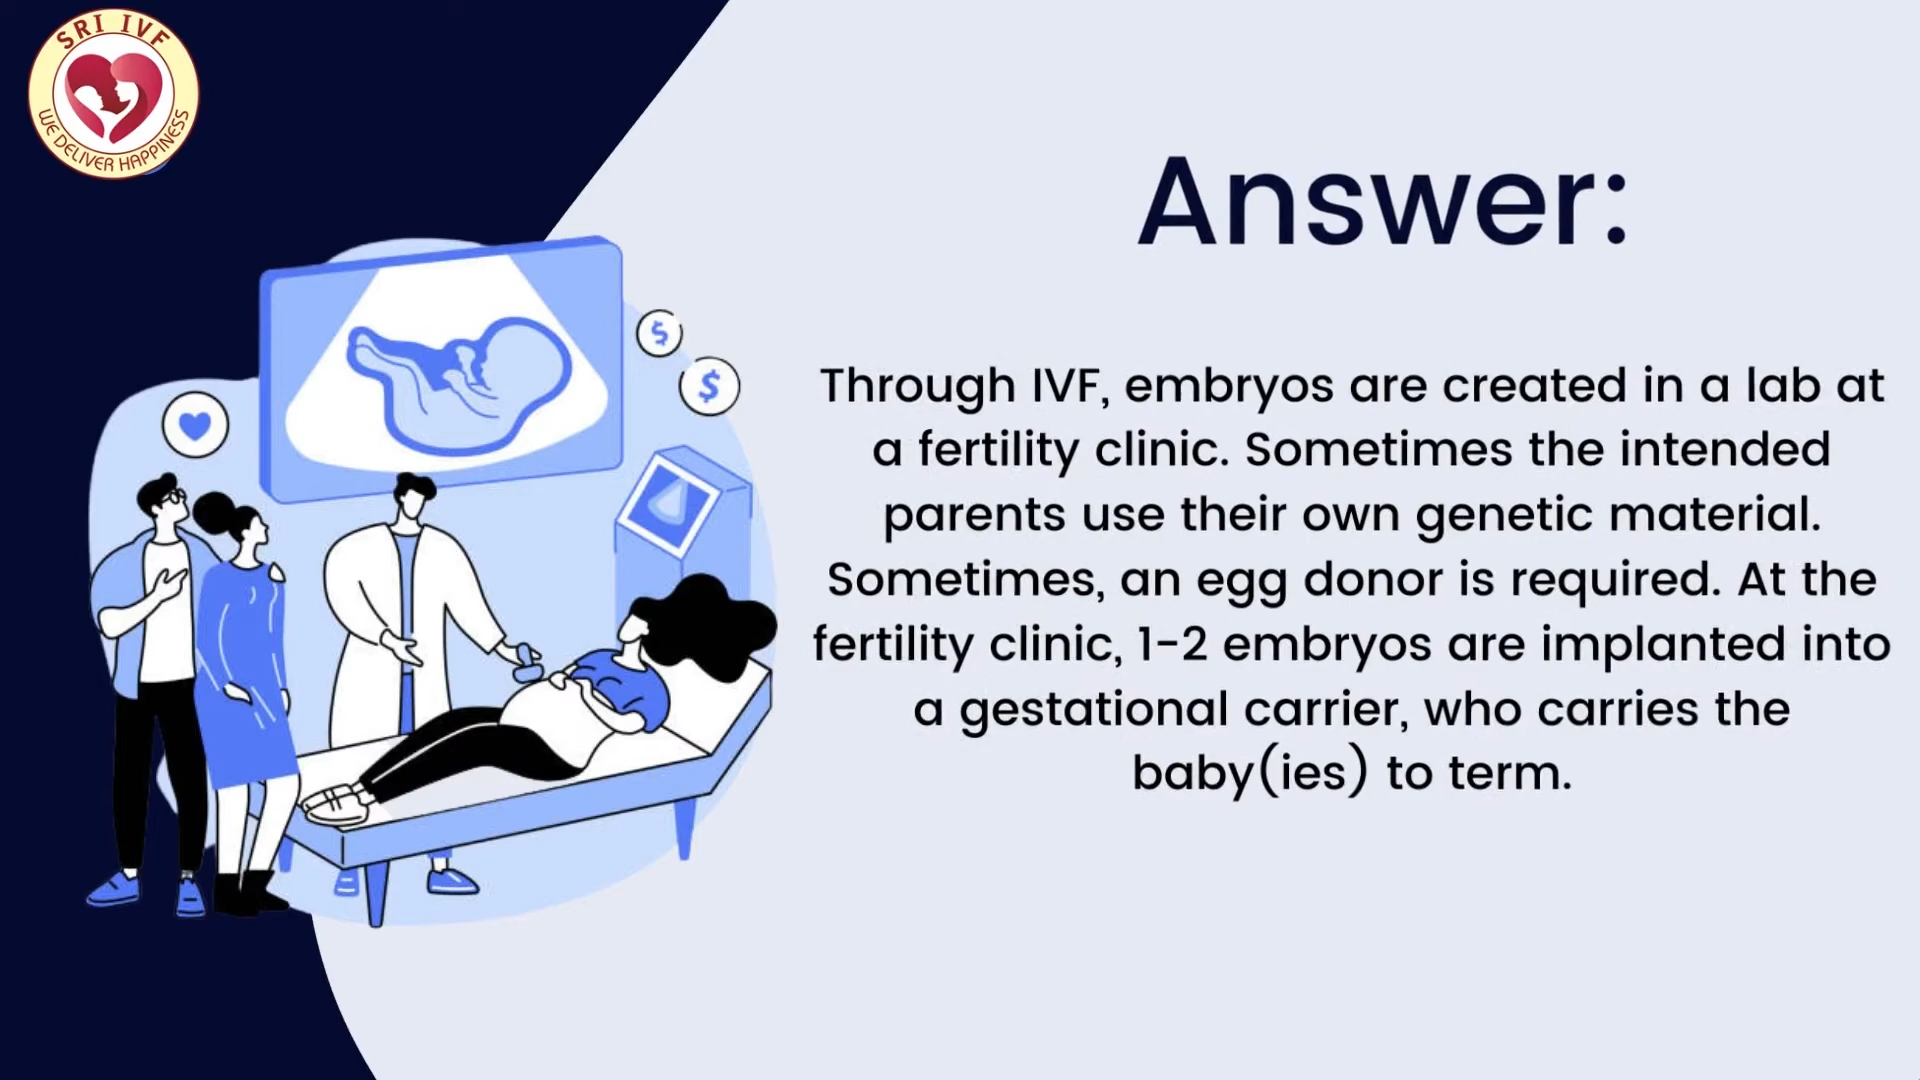 SRI IVF
WE DELIVER HAPPINESS
Answer:
$
$
Through IVF, embryos are created in a lab at
a fertility clinic. Sometimes the intended
parents use their own genetic material.
Sometimes, an egg donor is required. At the
fertility clinic, 1-2 embryos are implanted into
a gestational carrier, who carries the
baby(ies) to term.